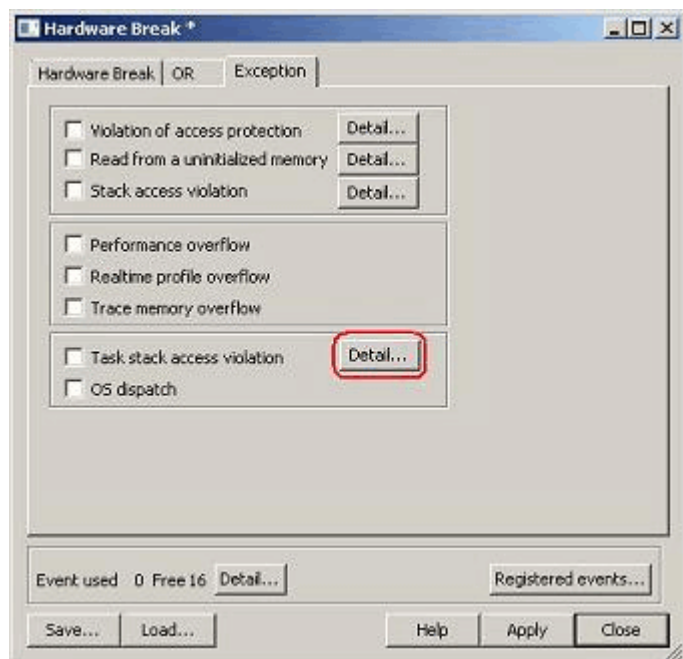 Hardware Break *
Hardware Break OR Exception
Violation of access protection Detail...
Read from a uninitialized memory Detail...
Stack access violation Detail...
Performance overflow
Realtime profile overflow
Trace memory overflow
Task stack access violation Detail...
OS dispatch
Event used 0 Free 16 Detail... Registered events...
Save... Load... Help Apply Close